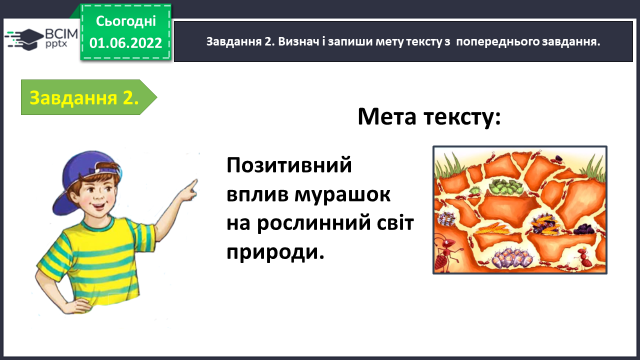 ВСІМ
pptx
Сьогодні
01.06.2022
Завдання 2. Визнач і запиши мету тексту з попереднього завдання.
Завдання 2.
Мета тексту:
Позитивний
вплив мурашок
на рослинний світ
природи.